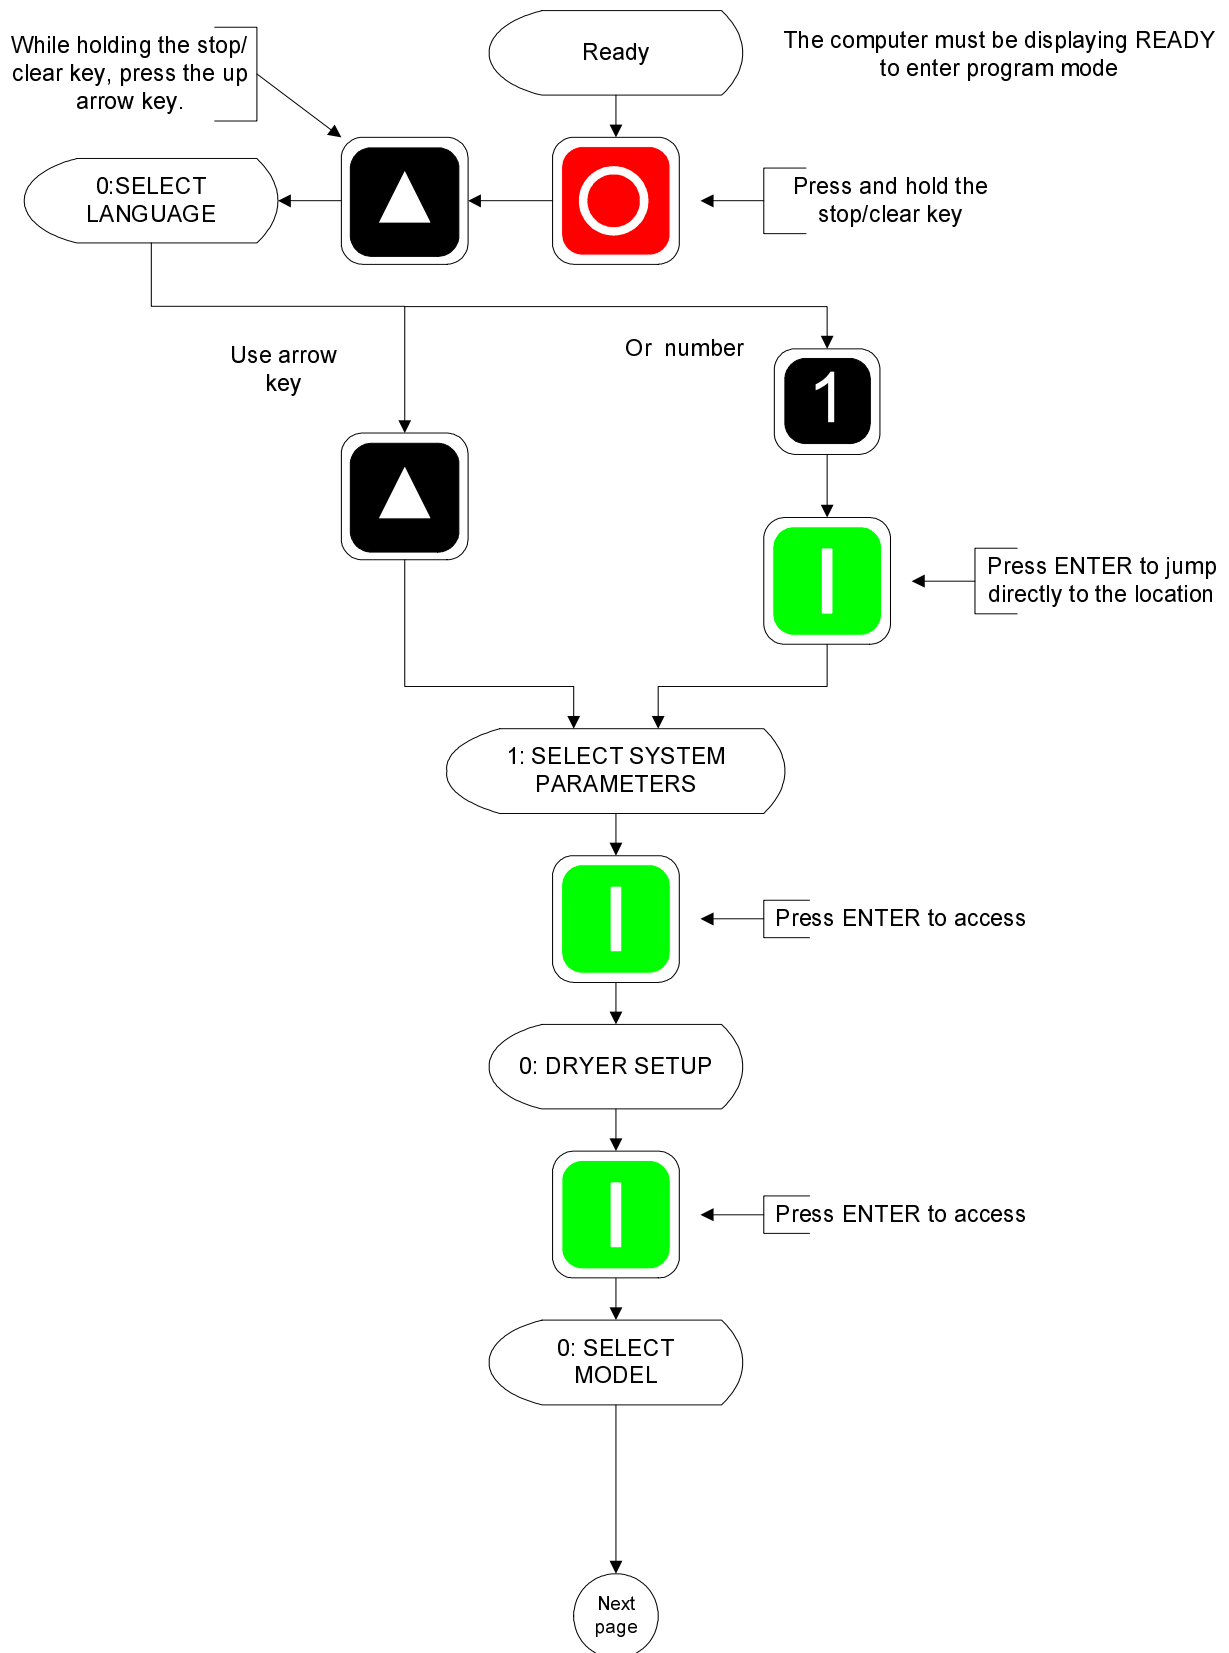 While holding the stop/
clear key, press the up
arrow key.
Ready
The computer must be displaying READY
to enter program mode
0:SELECT
LANGUAGE
Press and hold the
stop/clear key
Use arrow
key
Or number
1
Press ENTER to jump
directly to the location
1: SELECT SYSTEM
PARAMETERS
Press ENTER to access
0: DRYER SETUP
Press ENTER to access
0: SELECT
MODEL
Next
page